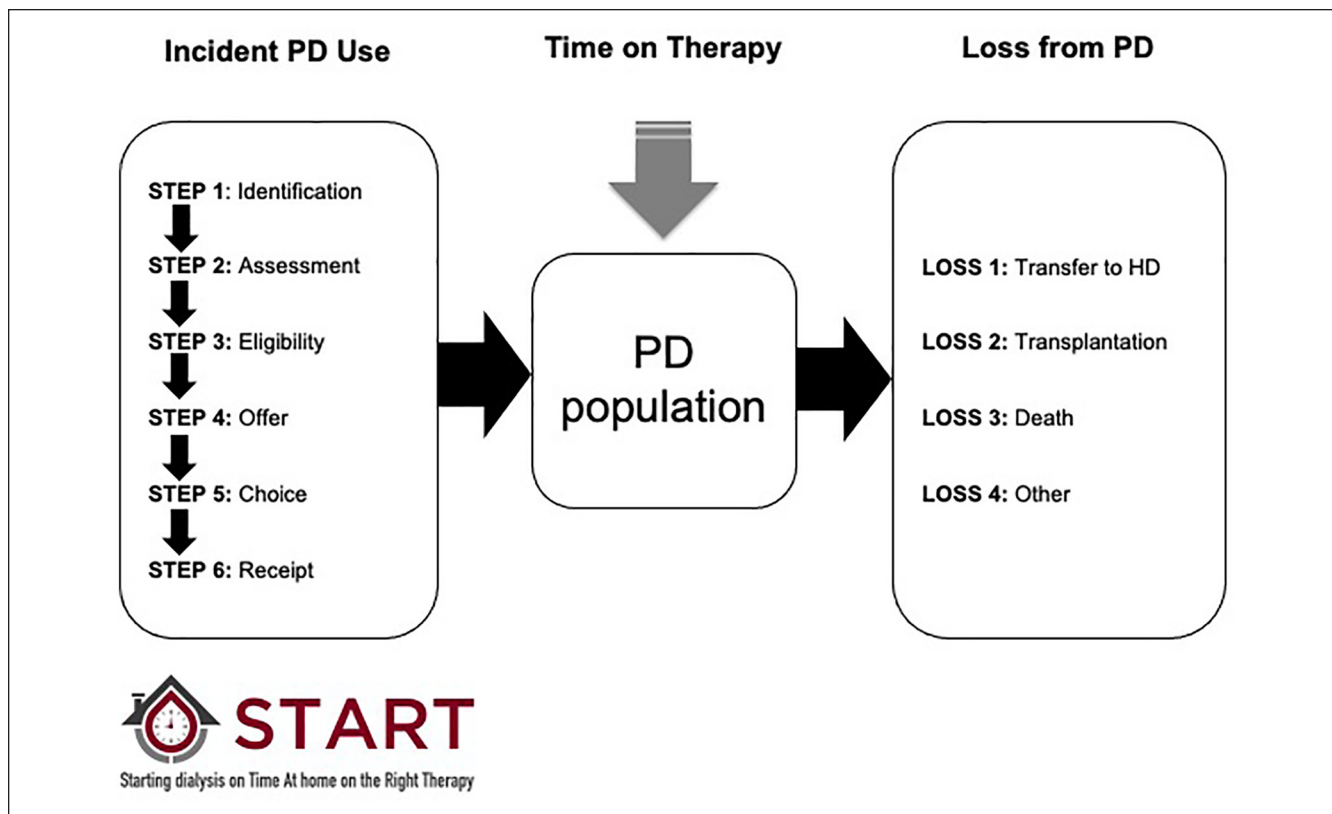 Incident PD Use
Time on Therapy
Loss from PD
STEP 1: Identification
STEP 2: Assessment
STEP 3: Eligibility
STEP 4: Offer
STEP 5: Choice
STEP 6: Receipt
PD
population
LOSS 1: Transfer to HD
LOSS 2: Transplantation
LOSS 3: Death
LOSS 4: Other
START
Starting dialysis on Time At home on the Right Therapy